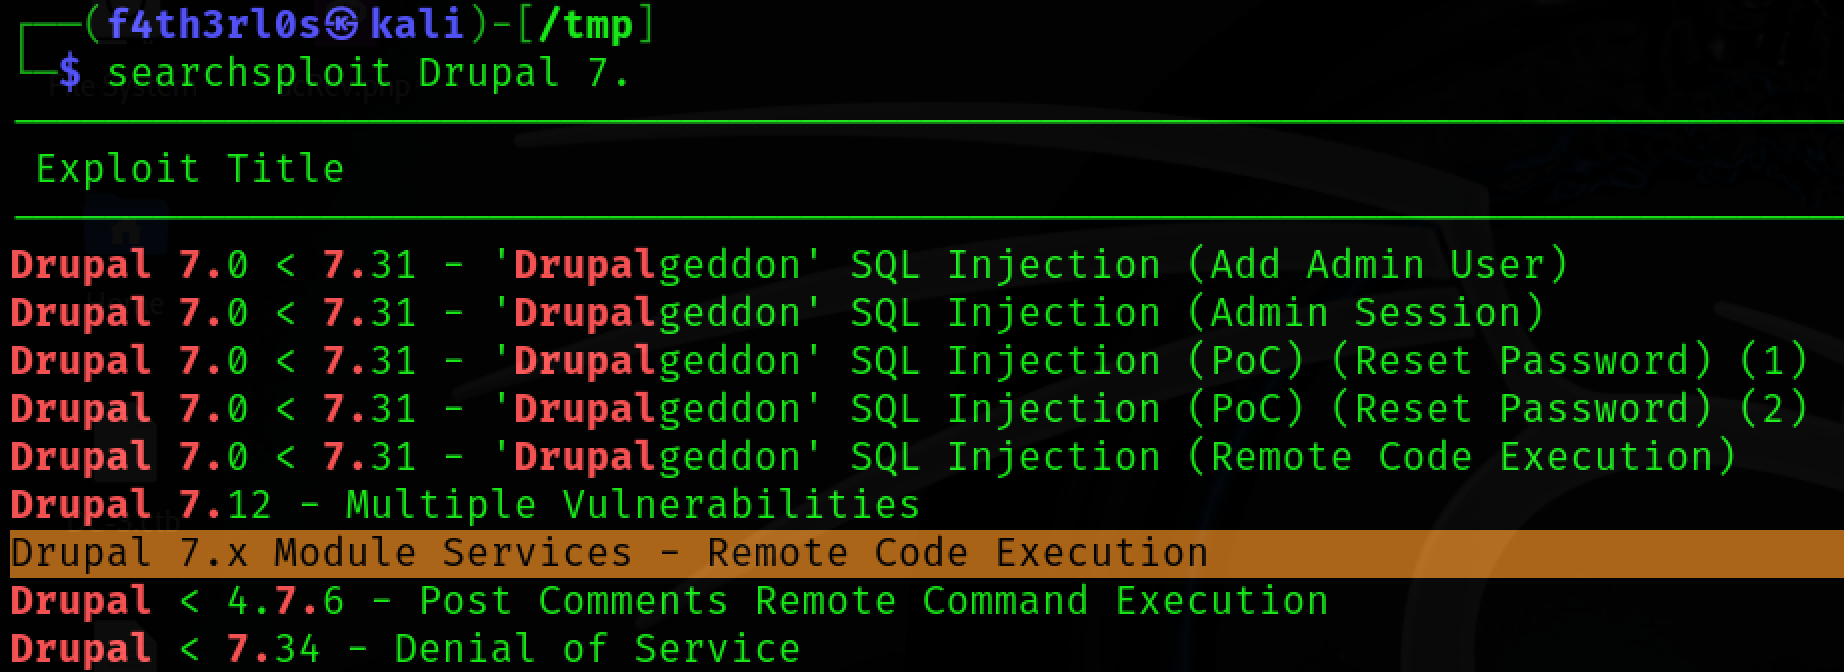 (f4th3rl0s㉿kali)-[/tmp]
$ searchsploit Drupal 7.
Exploit Title
Drupal 7.0 < 7.31 - 'Drupalgeddon' SQL Injection (Add Admin User)
Drupal 7.0 < 7.31 - 'Drupalgeddon' SQL Injection (Admin Session)
Drupal 7.0 < 7.31 - 'Drupalgeddon' SQL Injection (PoC) (Reset Password) (1)
Drupal 7.0 < 7.31 - 'Drupalgeddon' SQL Injection (PoC) (Reset Password) (2)
Drupal 7.0 < 7.31 - 'Drupalgeddon' SQL Injection (Remote Code Execution)
Drupal 7.12 - Multiple Vulnerabilities
Drupal 7.x Module Services - Remote Code Execution
Drupal < 4.7.6 - Post Comments Remote Command Execution
Drupal < 7.34 - Denial of Service